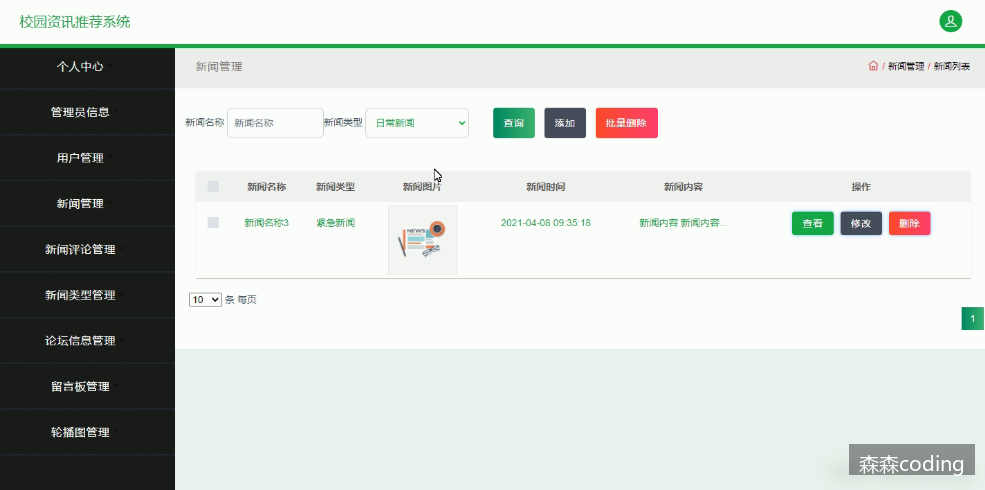 校园资讯推荐系统
个人中心
管理员信息
用户管理
新闻管理
新闻评论管理
新闻类型管理
论坛信息管理
留言板管理
轮播图管理
新闻管理
/ 新闻管理 / 新闻列表
新闻名称 新闻名称 新闻类型 日常新闻 查询 添加 批量删除
新闻名称 新闻类型 新闻图片 新闻时间 新闻内容 操作
新闻名称3 紧急新闻 NEWS 2021-04-08 09:35:18 新闻内容 新闻内容... 查看 修改 删除
10 条 每页
1
森森coding